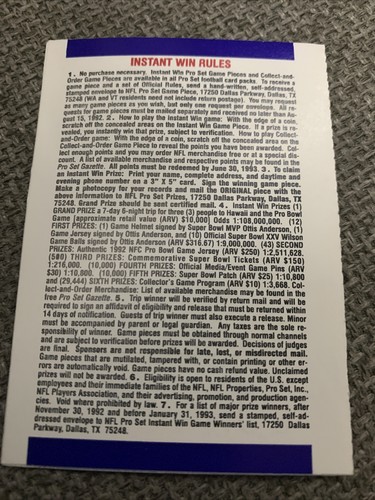 INSTANT WIN RULES
1. No purchase necessary. Instant Win Pro Set Game Pieces and Collect-and-
Order Game Pieces are available in all Pro Set football card packs. To receive a
game piece and a set of Official Rules, send a hand-written, self-addressed,
stamped envelope to NFL Pro Set Game Pieces, 17250 Dallas Parkway, Dallas, TX
75248 (WA and VT residents need not include return postage). You may request
as many game pieces as you wish, but only one request per envelope. All re-
quests for game pieces must be mailed separately and received no later than Au-
gust 15, 1992. 2. How to play the Instant Win game: With the edge of a coin,
scratch off the concealed areas on the Instant Win Game Piece. If a prize is re-
vealed, you instantly win that prize, subject to verification. How to play Collect-
and-Order game: With the edge of a coin, scratch off the concealed area on the
Collect-and-Order Game Piece to reveal the points you have been awarded. Col-
lect enough points and you may order NFL merchandise free or at a special dis-
count. A list of available merchandise and respective points may be found in the
Pro Set Gazette. All points must be redeemed by June 30, 1993. 3. To claim
an Instant Win Prize: Print your name, complete address, and daytime and
evening phone number on a 3" X 5" card. Sign the winning game piece.
Make a photocopy for your records and mail the ORIGINAL piece with the
above Information to NFL Pro Set Prizes, 17250 Dallas Parkway, Dallas, TX
75248. Grand Prize should be sent certified mail. 4. Instant Win Prizes (1)
GRAND PRIZE a 7-day 6-night trip for three (3) people to Hawaii and the Pro Bowl
Game (approximate retail value (ARV) $10,000) Odds 1:108,000,000. (12)
FIRST PRIZES: (1) Game Helmet signed by Super Bowl MVP Ottis Anderson, (1)
Game Jersey signed by Ottis Anderson, and (10) Official Super Bowl XXV Wilson
Game Balls signed by Ottis Anderson (ARV $316.67) 1:9,000,000. (43) SECOND
PRIZES: Authentic 1992 NFC Pro Bowl Game Jersey (ARV $250) 1:2,511,628.
(500) THIRD PRIZES: Commemorative Super Bowl Tickets (ARV $150)
1:216,000. (10,000) FOURTH PRIZES: Official Media/Event Game Pins (ARV
$30) 1:10,800. (10,000) FIFTH PRIZES: Super Bowl Patch (ARV $25) 1:10,800
and (29,444) SIXTH PRIZES: Collector's Game Program (ARV $10) 1:3,668. Col-
lect-and-Order Merchandise: List of available merchandise may be found in the
free Pro Set Gazette. 5. Trip winner will be verified by return mail and will be
required to sign an affidavit of eligibility and release that must be returned within
14 days of notification. Guests of trip winner must also execute a release. Minor
must be accompanied by parent or legal guardian. Any taxes are the sole re-
sponsibility of winner. Game pieces must be obtained through normal channels
and are subject to verification before prizes will be awarded. Decisions of judges
are final. Sponsors are not responsible for late, lost, or misdirected mail.
Game pieces that are mutilated, tampered with, or contain printing or other er-
rors are automatically void. Game pieces have no cash refund value. Unclaimed
prizes will not be awarded. 6. Eligibility is open to residents of the U.S. except
employees and their immediate families of the NFL, NFL Properties, Pro Set, Inc.,
NFL Players Association, and their advertising, promotion, and production agen-
cies. Void where prohibited by law. 7. For a list of major prize winners, after
November 30, 1992 and before January 31, 1993, send a stamped, self-ad-
dressed envelope to NFL Pro Set Instant Win Game Winners' list, 17250 Dallas
Parkway, Dallas, TX 75248.